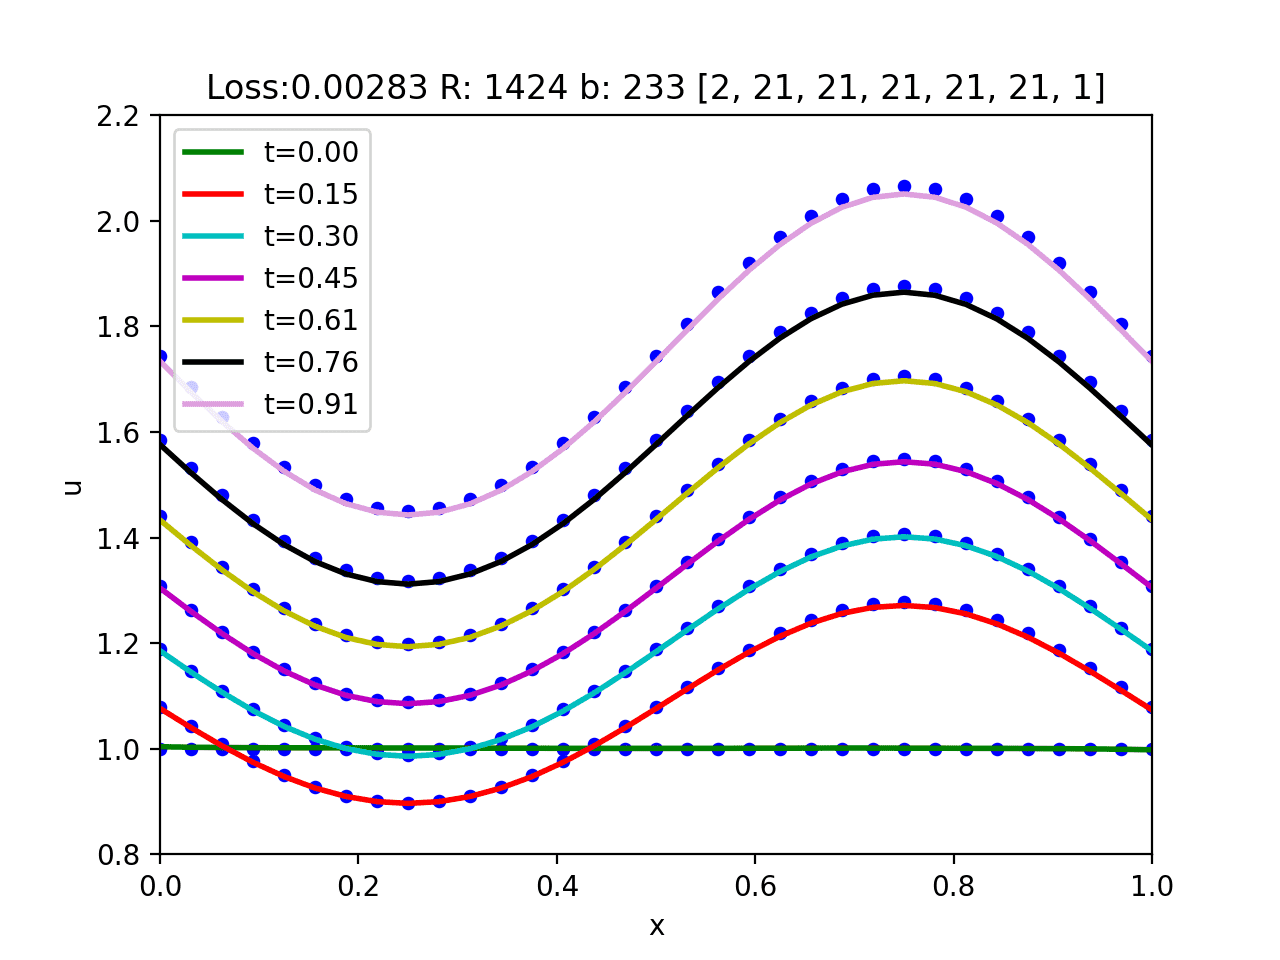 Loss:0.00283 R: 1424 b: 233 [2, 21, 21, 21, 21, 21, 1]
2.2
2.0
1.8
1.6
1.4
1.2
1.0
0.8
u
t=0.00
t=0.15
t=0.30
t=0.45
t=0.61
t=0.76
t=0.91
0.0 0.2 0.4 0.6 0.8 1.0
x